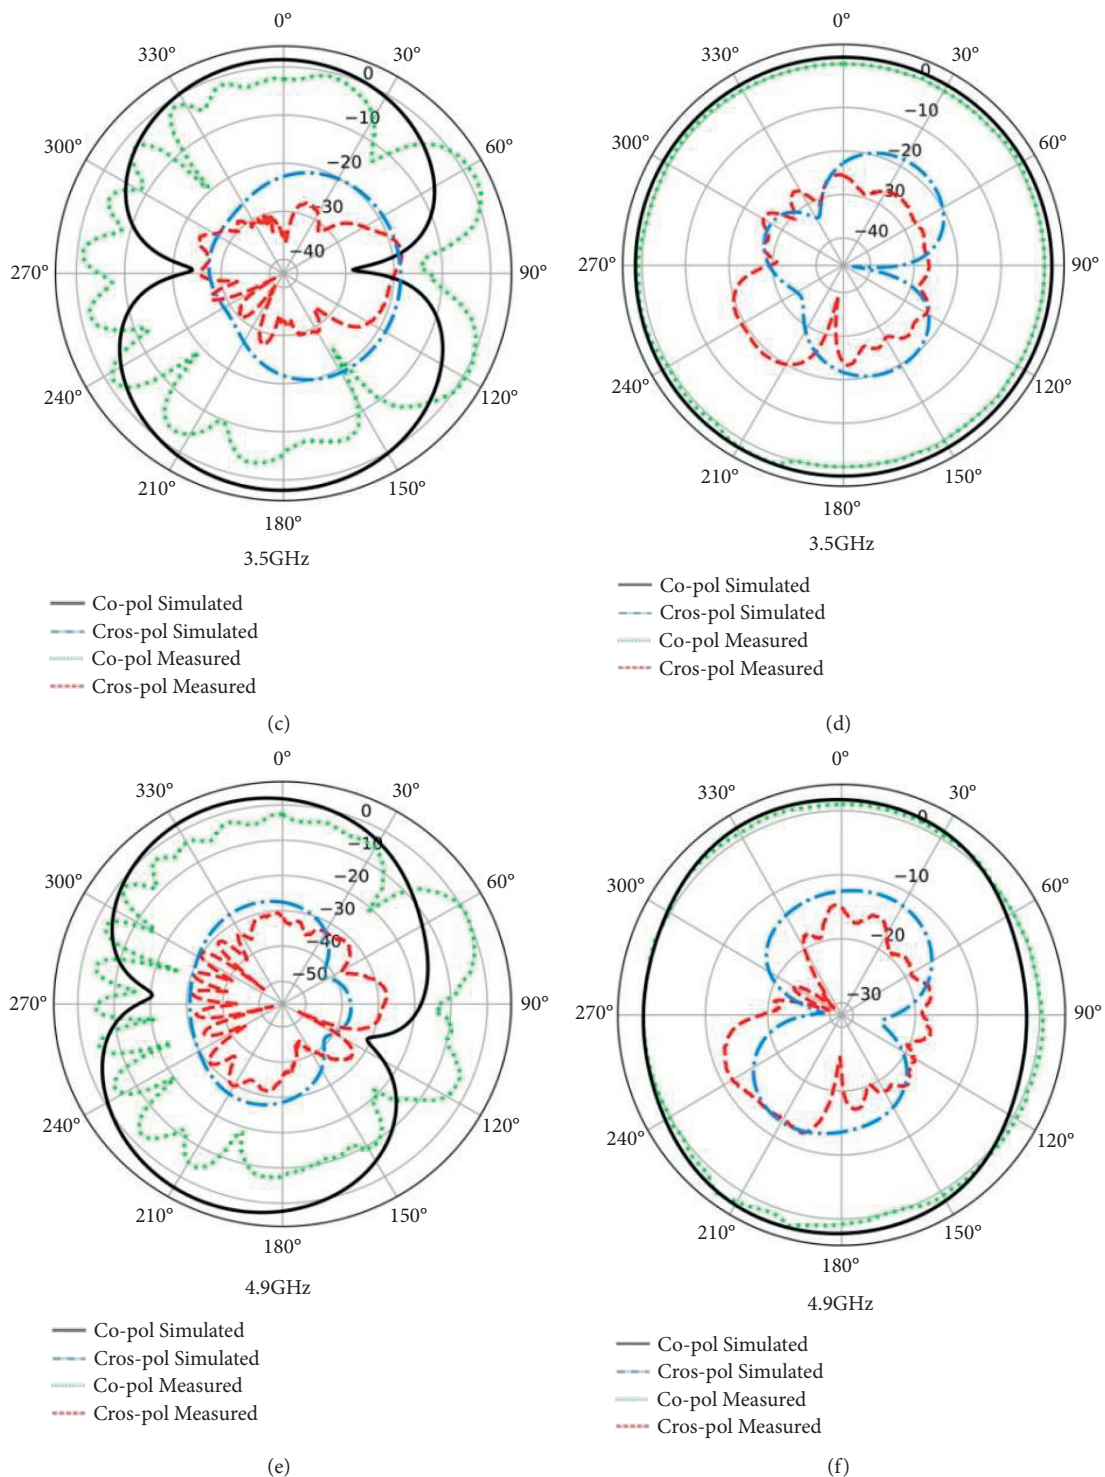 0°
330°
30°
300°
60°
270°
90°
240°
120°
210°
150°
180°
0
−10
−20
−30
−40
3.5GHz
Co-pol Simulated
Cros-pol Simulated
Co-pol Measured
Cros-pol Measured
(c)
0°
330°
30°
300°
60°
270°
90°
240°
120°
210°
150°
180°
0
−10
−20
−30
−40
3.5GHz
Co-pol Simulated
Cros-pol Simulated
Co-pol Measured
Cros-pol Measured
(d)
0°
330°
30°
300°
60°
270°
90°
240°
120°
210°
150°
180°
0
−10
−20
−30
−40
−50
4.9GHz
Co-pol Simulated
Cros-pol Simulated
Co-pol Measured
Cros-pol Measured
(e)
0°
330°
30°
300°
60°
270°
90°
240°
120°
210°
150°
180°
0
−10
−20
−30
4.9GHz
Co-pol Simulated
Cros-pol Simulated
Co-pol Measured
Cros-pol Measured
(f)